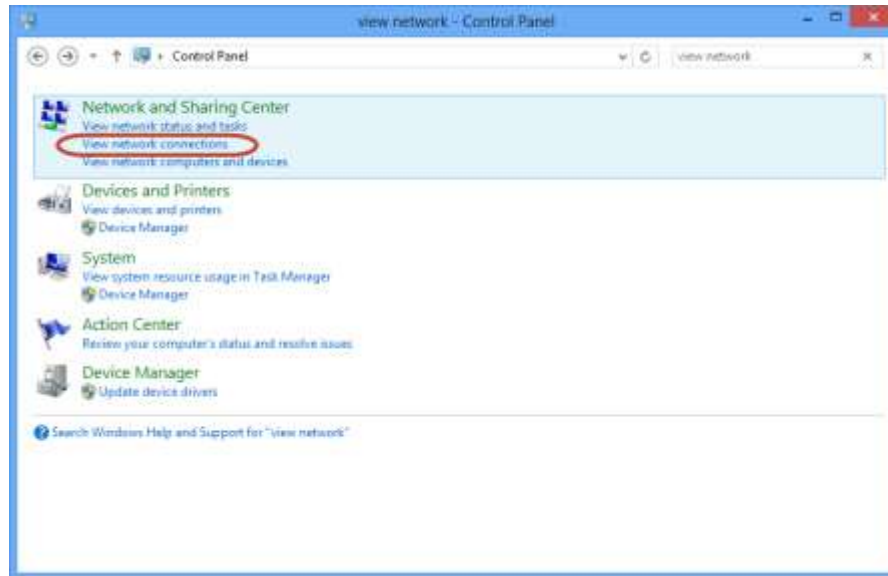 view network - Control Panel
Control Panel
view network
Network and Sharing Center
View network status and tasks
View network connections
View network computers and devices
Devices and Printers
View devices and printers
Device Manager
System
View system resource usage in Task Manager
Device Manager
Action Center
Review your computer's status and resolve issues
Device Manager
Update device drivers
Search Windows Help and Support for "view network"